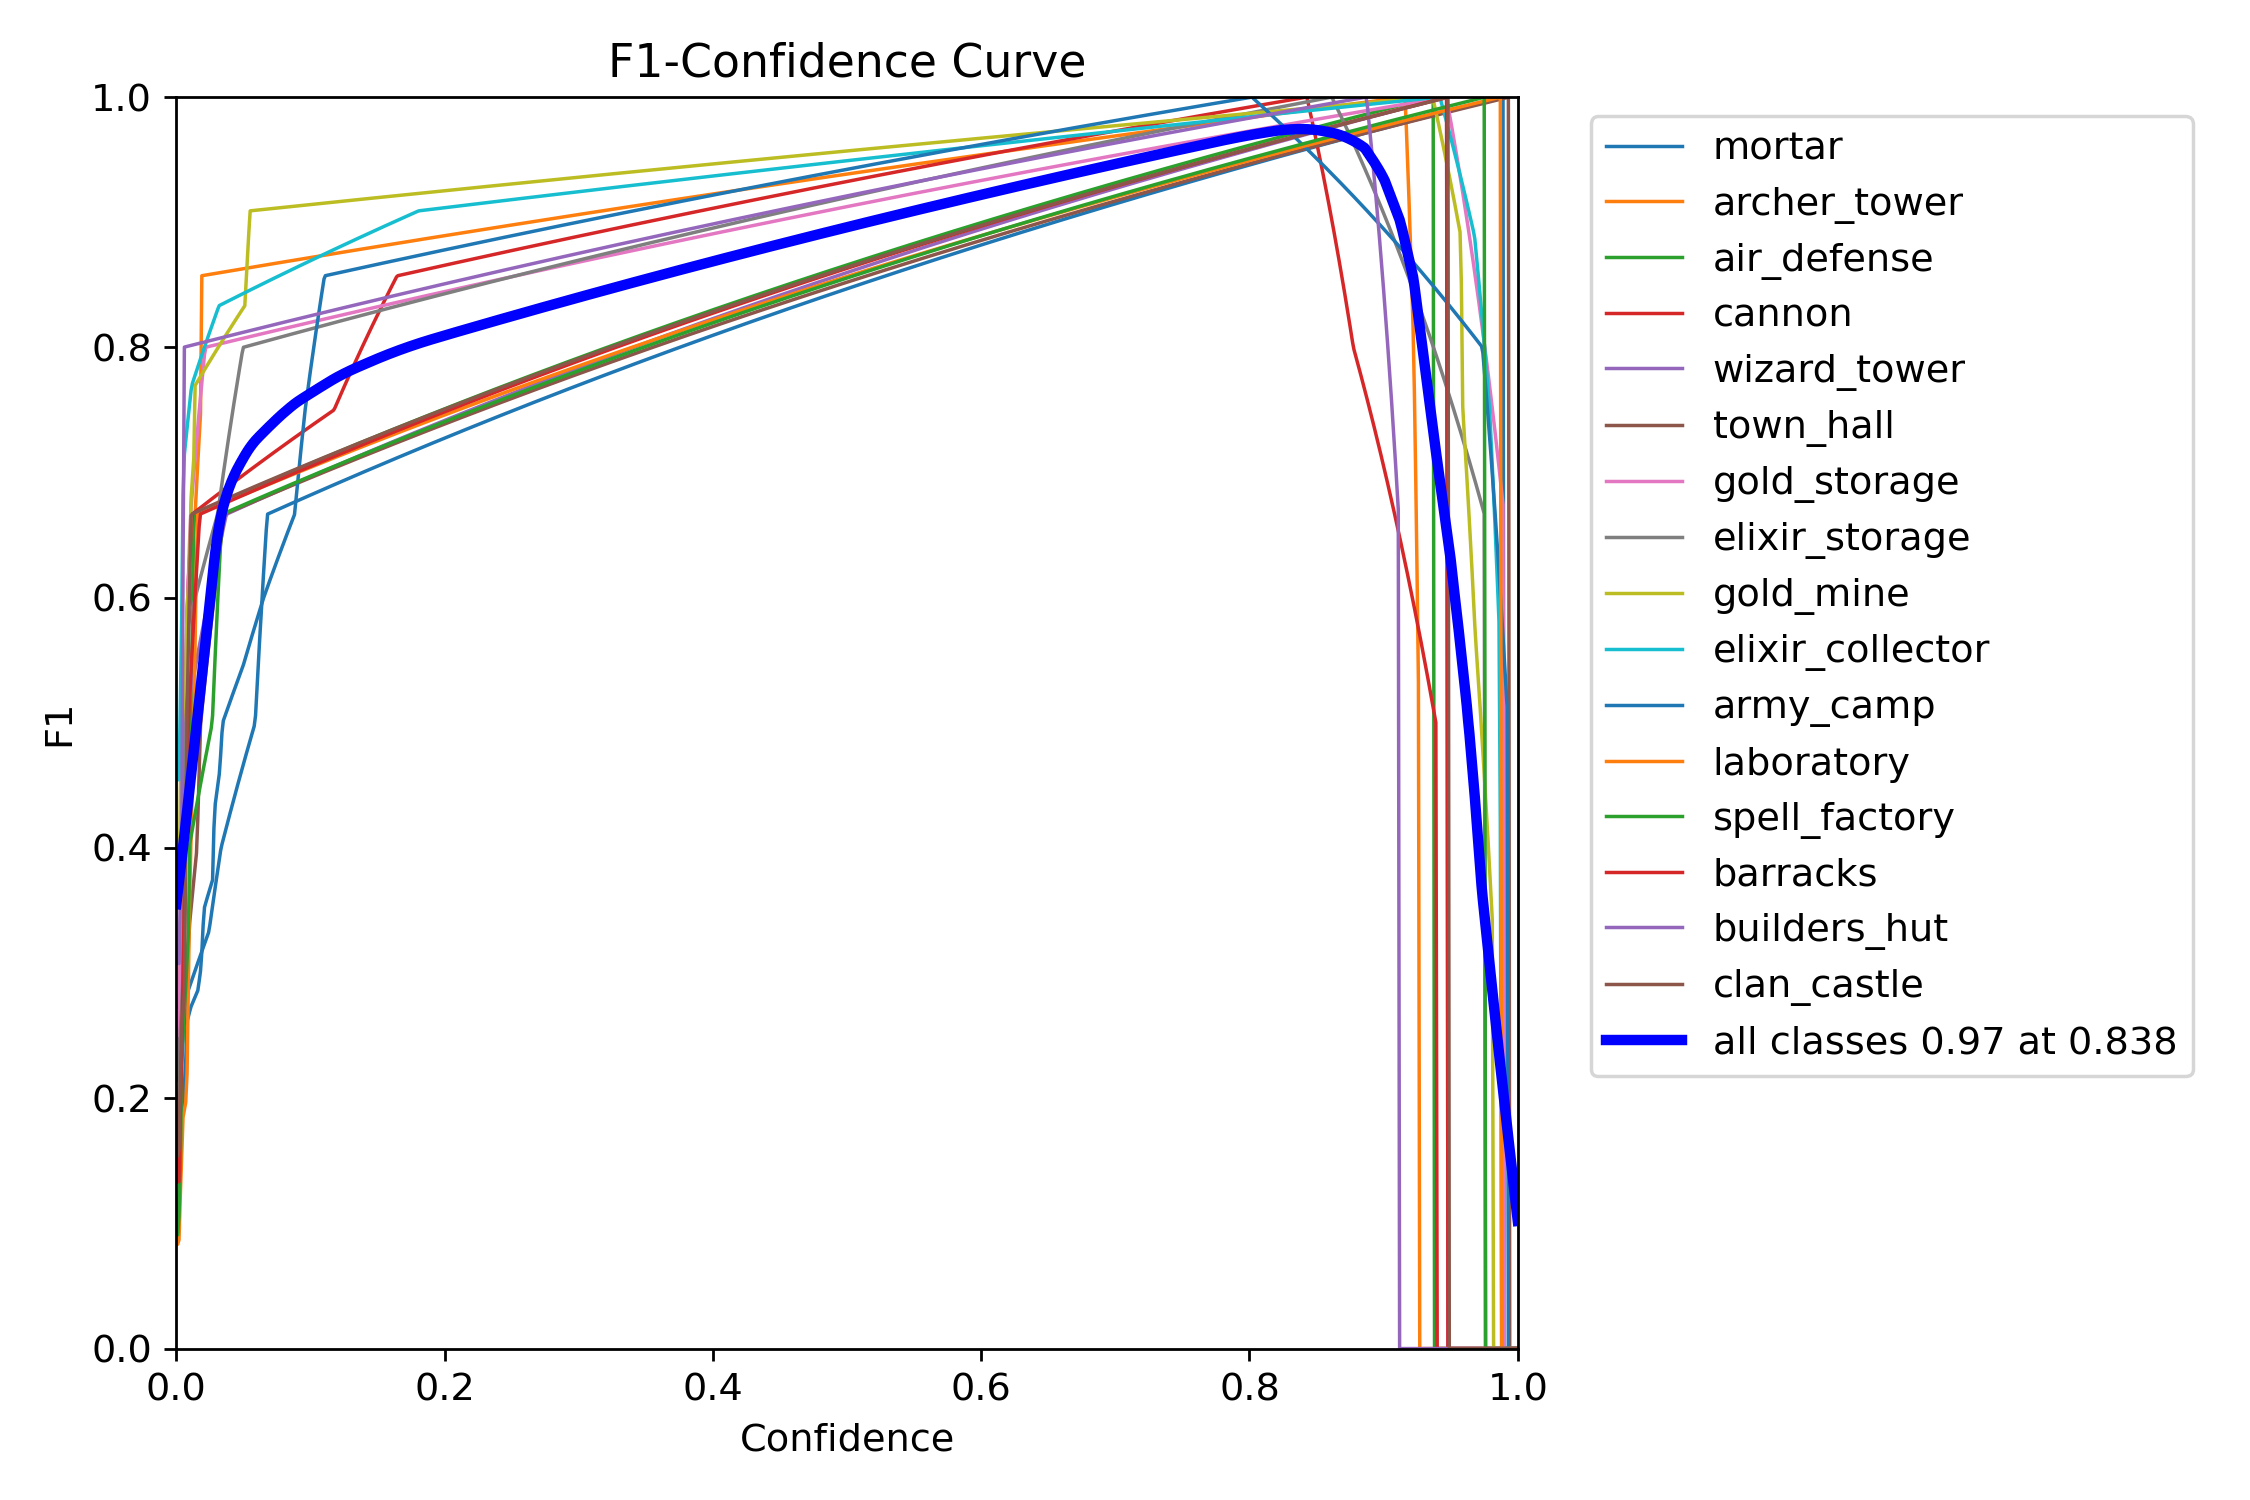 F1-Confidence Curve
1.0
0.8
0.6
0.4
0.2
0.0
F1
0.0 0.2 0.4 0.6 0.8 1.0
Confidence
mortar
archer_tower
air_defense
cannon
wizard_tower
town_hall
gold_storage
elixir_storage
gold_mine
elixir_collector
army_camp
laboratory
spell_factory
barracks
builders_hut
clan_castle
all classes 0.97 at 0.838